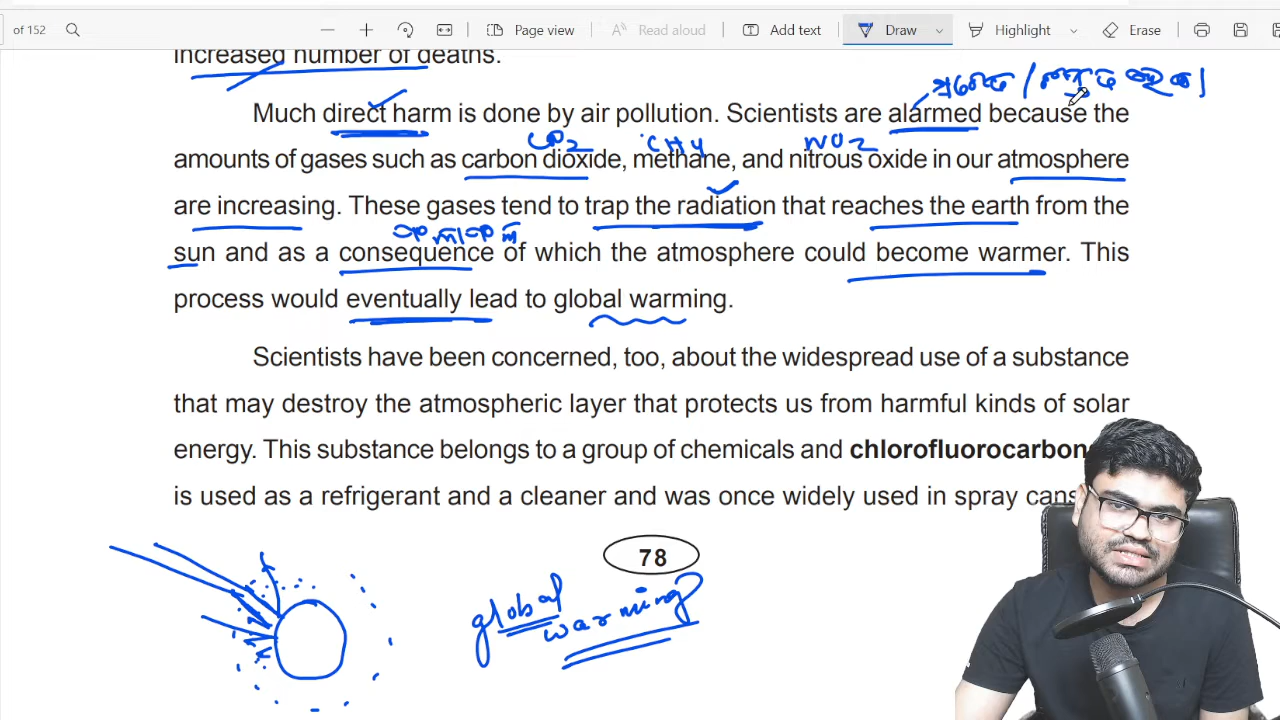 of 152
Page view
Read aloud
Add text
Draw
Highlight
Erase
increased number of deaths.
Much direct harm is done by air pollution. Scientists are alarmed because the
CO2 CH4 NO2
amounts of gases such as carbon dioxide, methane, and nitrous oxide in our atmosphere
are increasing. These gases tend to trap the radiation that reaches the earth from the
sun and as a consequence of which the atmosphere could become warmer. This
process would eventually lead to global warming.
Scientists have been concerned, too, about the widespread use of a substance
that may destroy the atmospheric layer that protects us from harmful kinds of solar
energy. This substance belongs to a group of chemicals and chlorofluorocarbon
is used as a refrigerant and a cleaner and was once widely used in spray cans
78
global
warming